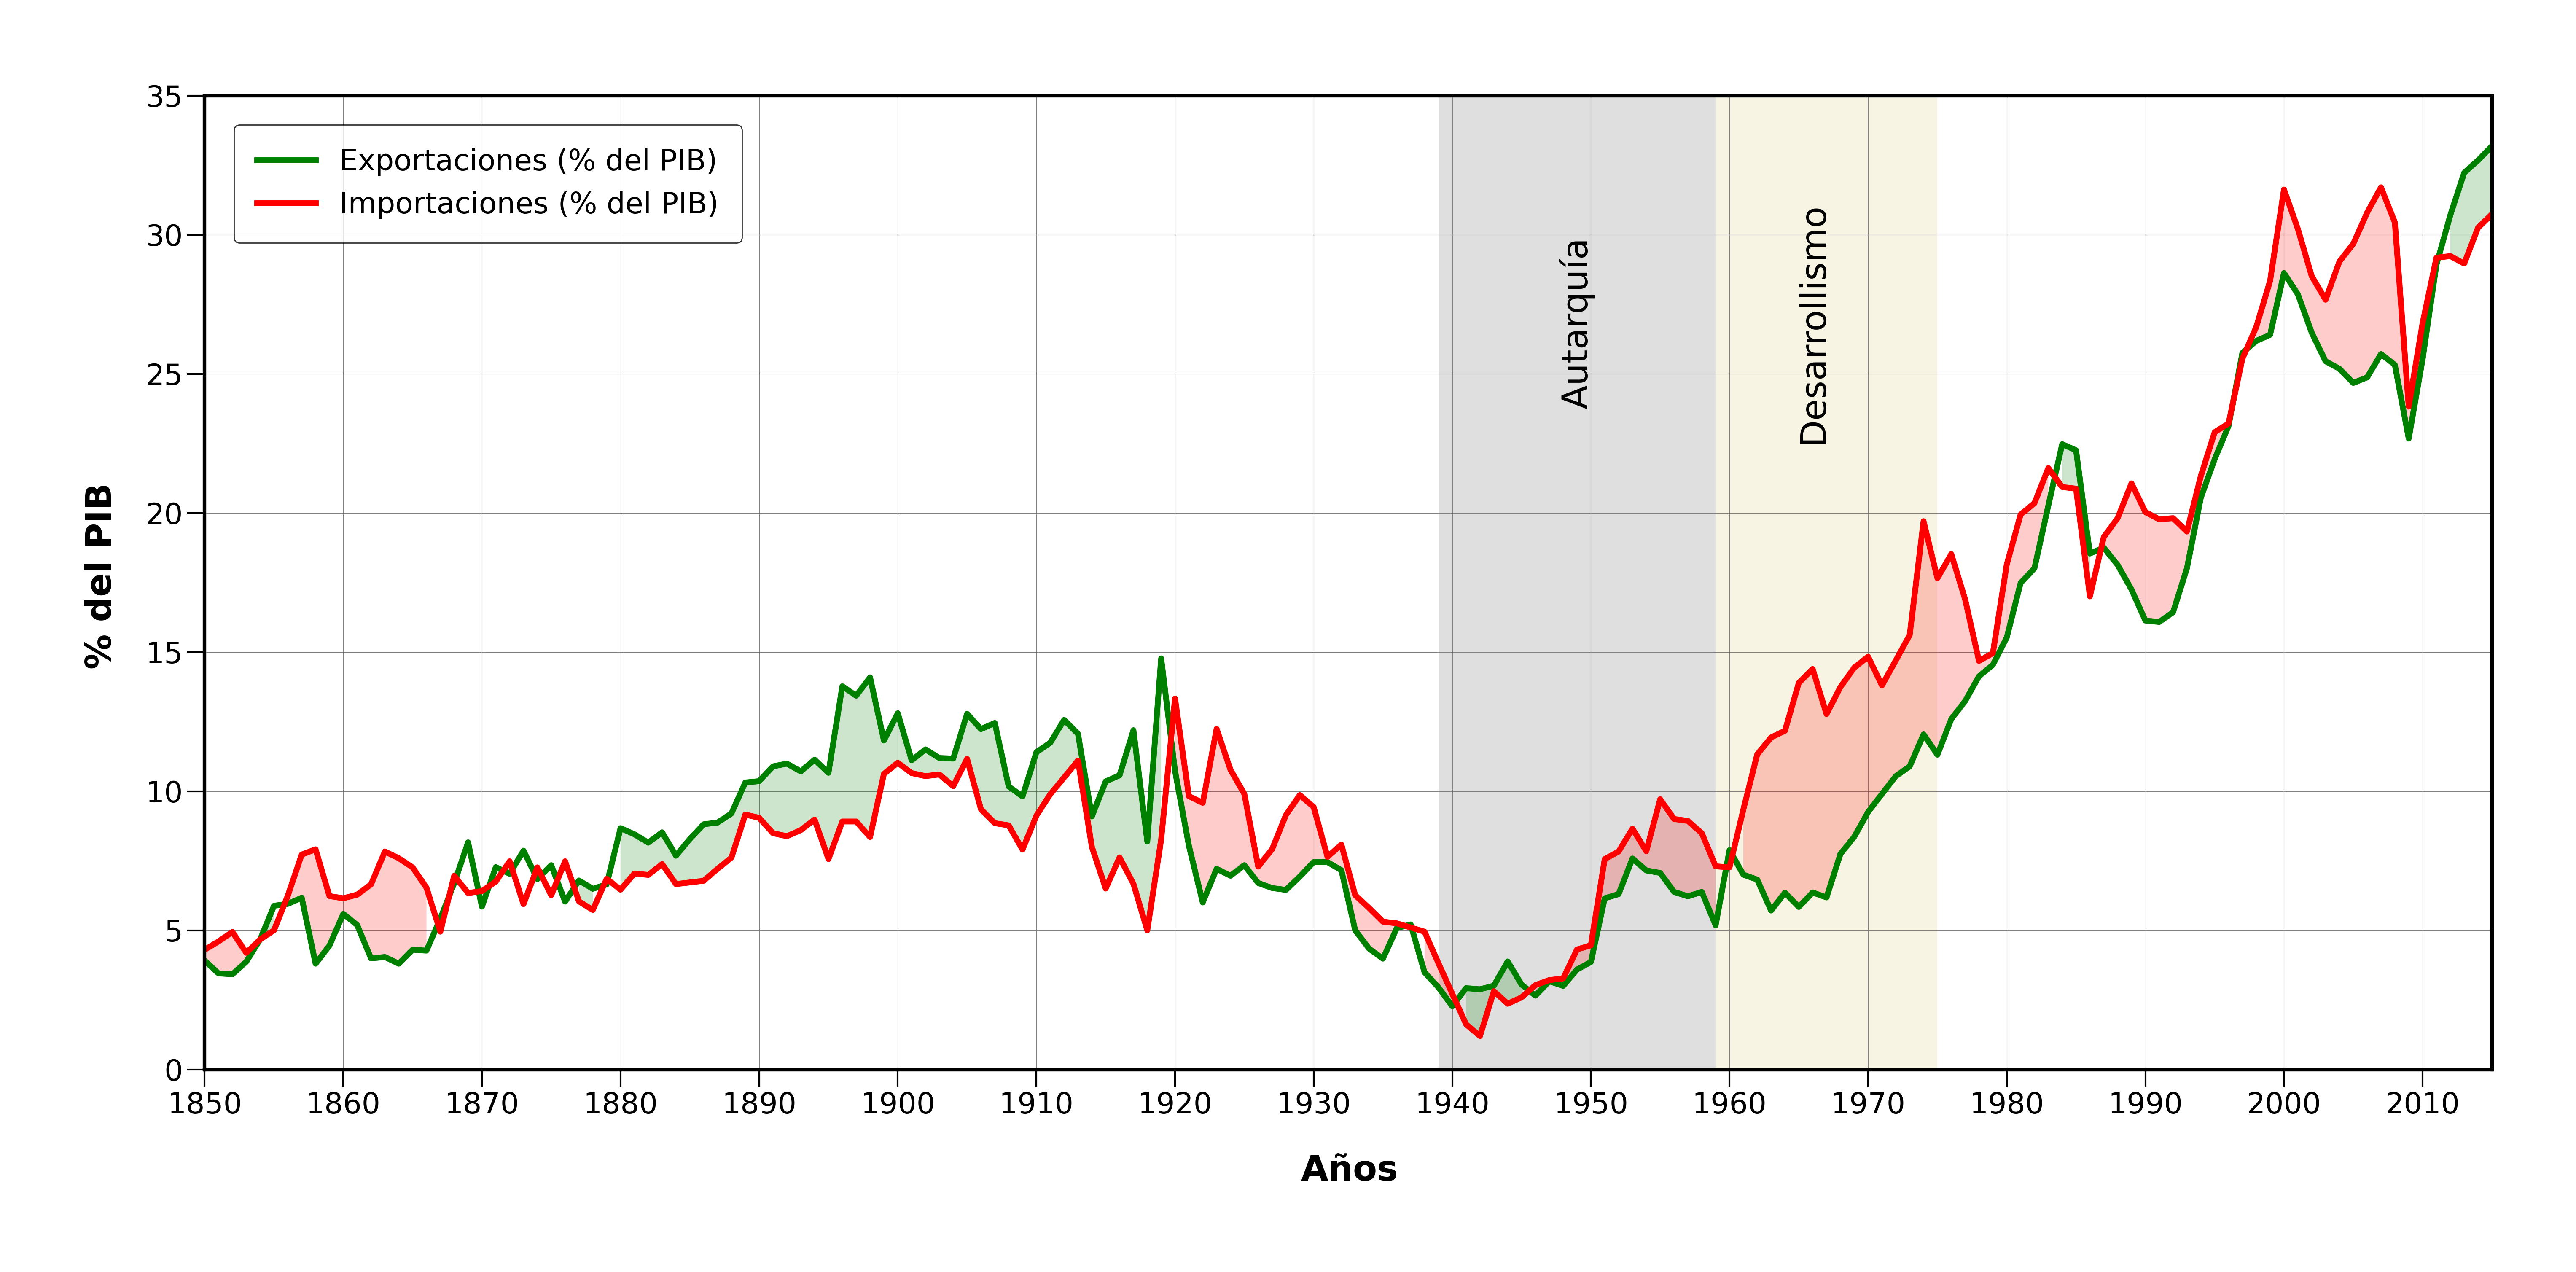 Exportaciones (% del PIB)
Importaciones (% del PIB)
% del PIB
35
30
25
20
15
10
5
0
Autarquía
Desarrollismo
1850 1860 1870 1880 1890 1900 1910 1920 1930 1940 1950 1960 1970 1980 1990 2000 2010
Años